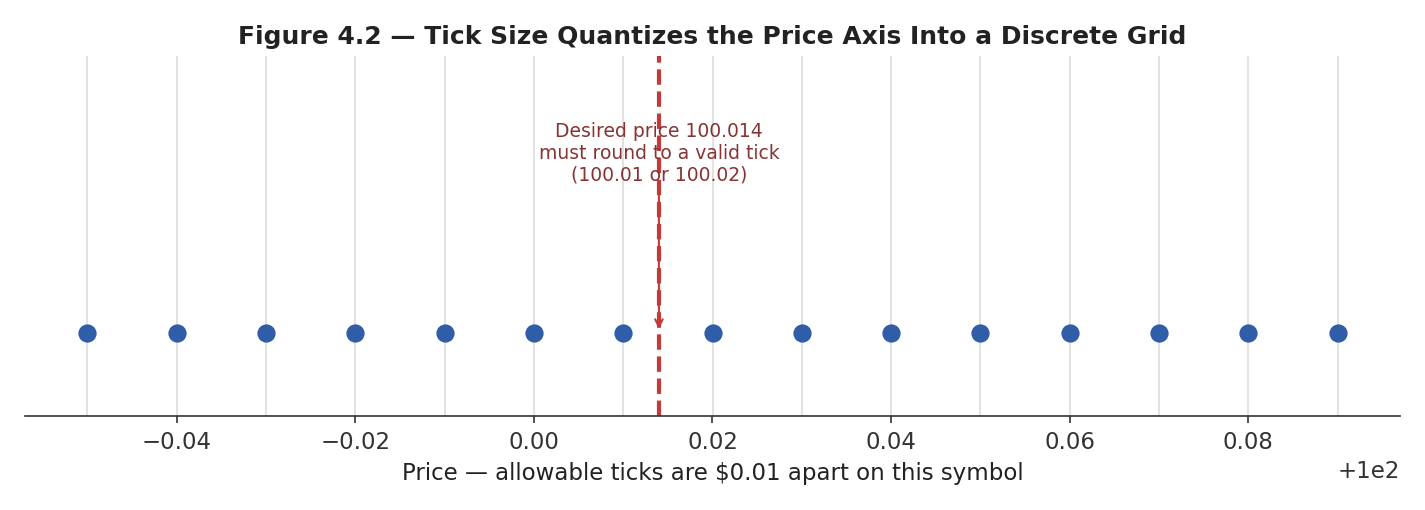 Figure 4.2 — Tick Size Quantizes the Price Axis Into a Discrete Grid
Desired price 100.014
must round to a valid tick
(100.01 or 100.02)
−0.04 −0.02 0.00 0.02 0.04 0.06 0.08
Price — allowable ticks are $0.01 apart on this symbol
+1e2